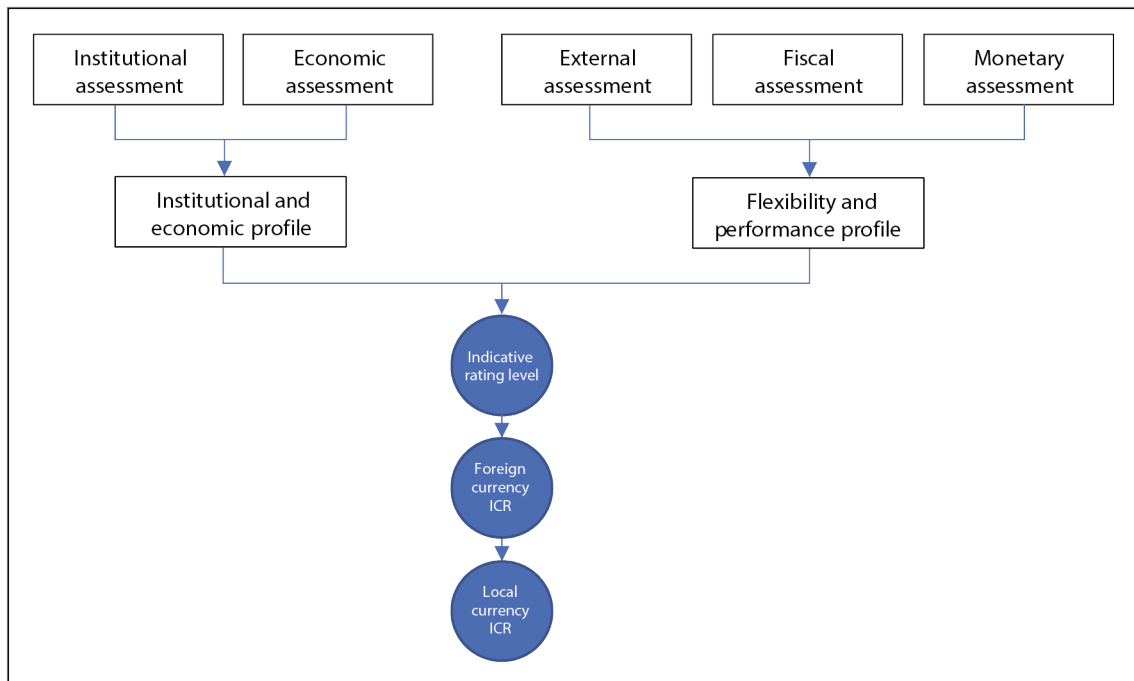 Institutional
assessment
Economic
assessment
External
assessment
Fiscal
assessment
Monetary
assessment
Institutional and
economic profile
Flexibility and
performance profile
Indicative
rating level
Foreign
currency
ICR
Local
currency
ICR